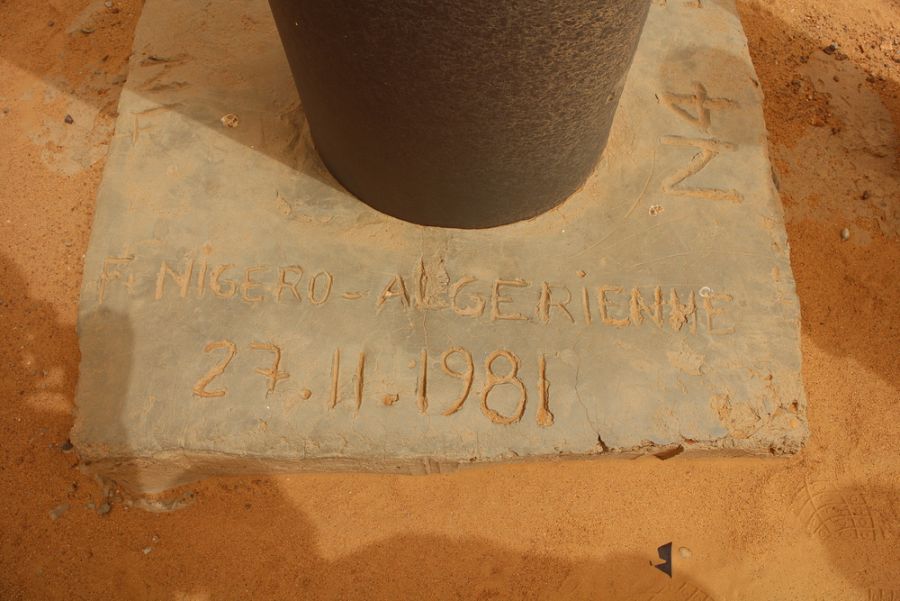 F
N4
F. NIGERO-ALGERIENNE
27.11.1981